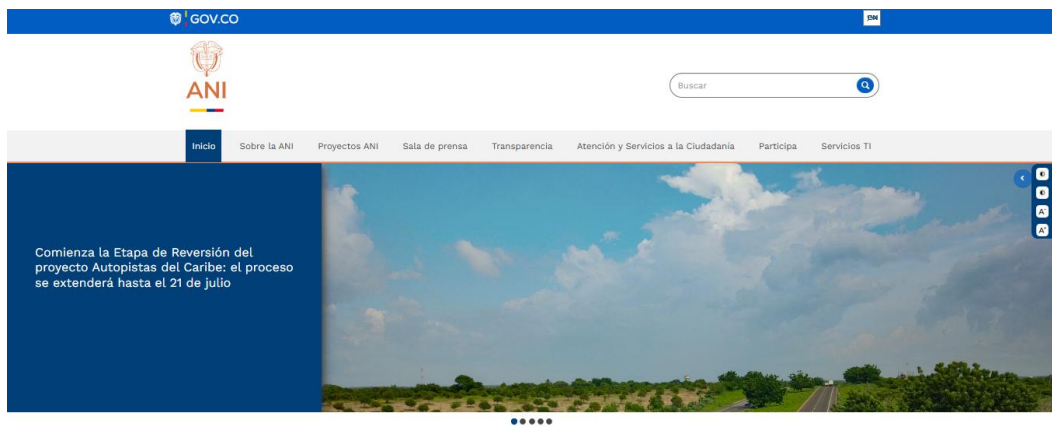 GOV.CO
EN
ANI
Buscar
Inicio Sobre la ANI Proyectos ANI Sala de prensa Transparencia Atención y Servicios a la Ciudadanía Participa Servicios TI
Comienza la Etapa de Reversión del
proyecto Autopistas del Caribe: el proceso
se extenderá hasta el 21 de julio
A-
A+